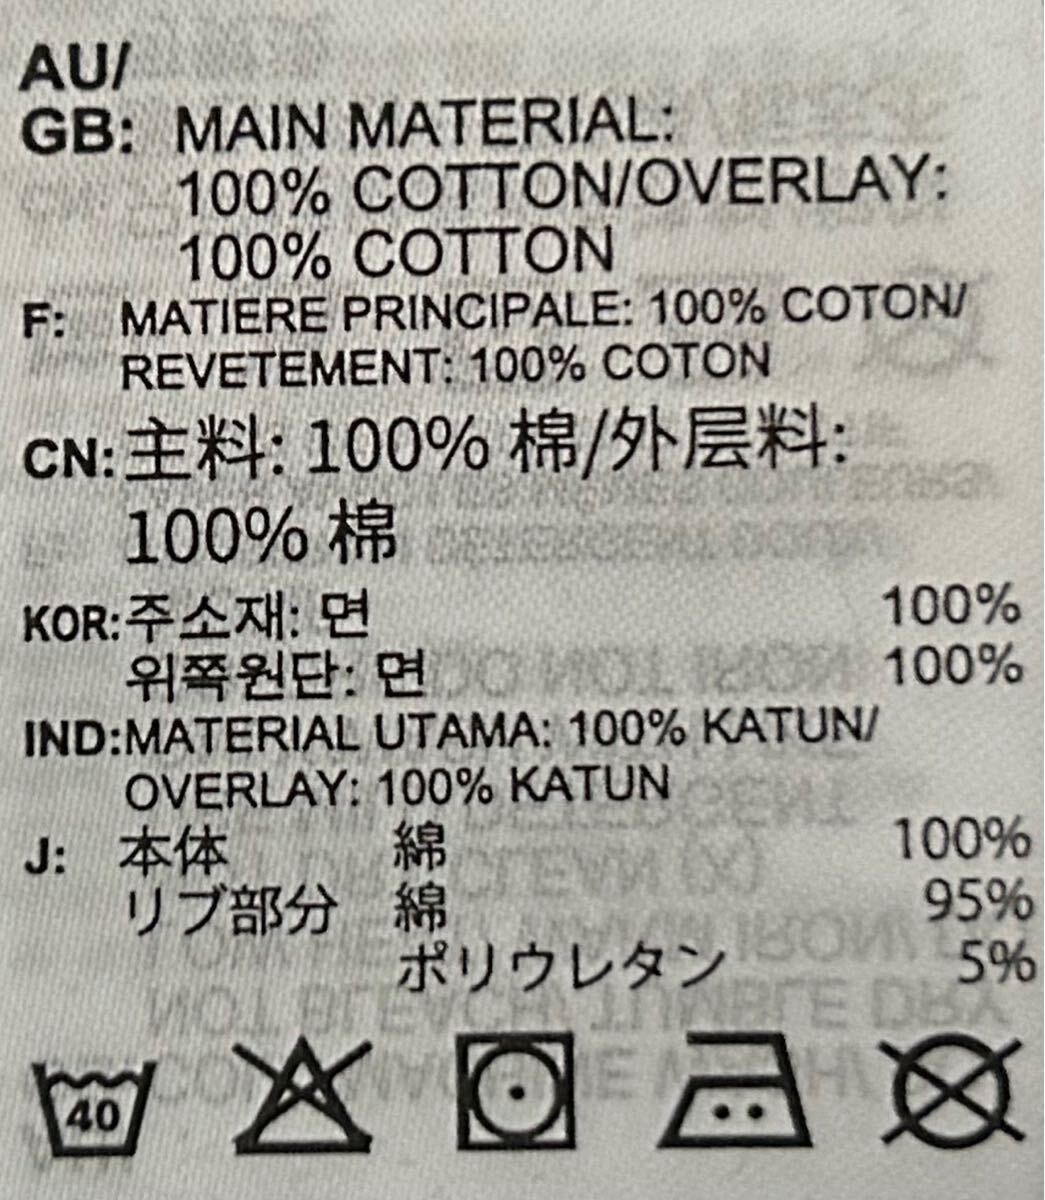 AU/
GB: MAIN MATERIAL:
100% COTTON/OVERLAY:
100% COTTON
F: MATIERE PRINCIPALE: 100% COTON/
REVETEMENT: 100% COTON
CN: 主料: 100% 棉/外层料:
100% 棉
KOR: 주소재: 면 100%
위쪽원단: 면 100%
IND: MATERIAL UTAMA: 100% KATUN/
OVERLAY: 100% KATUN
J: 本体 綿 100%
リブ部分 綿 95%
ポリウレタン 5%
40